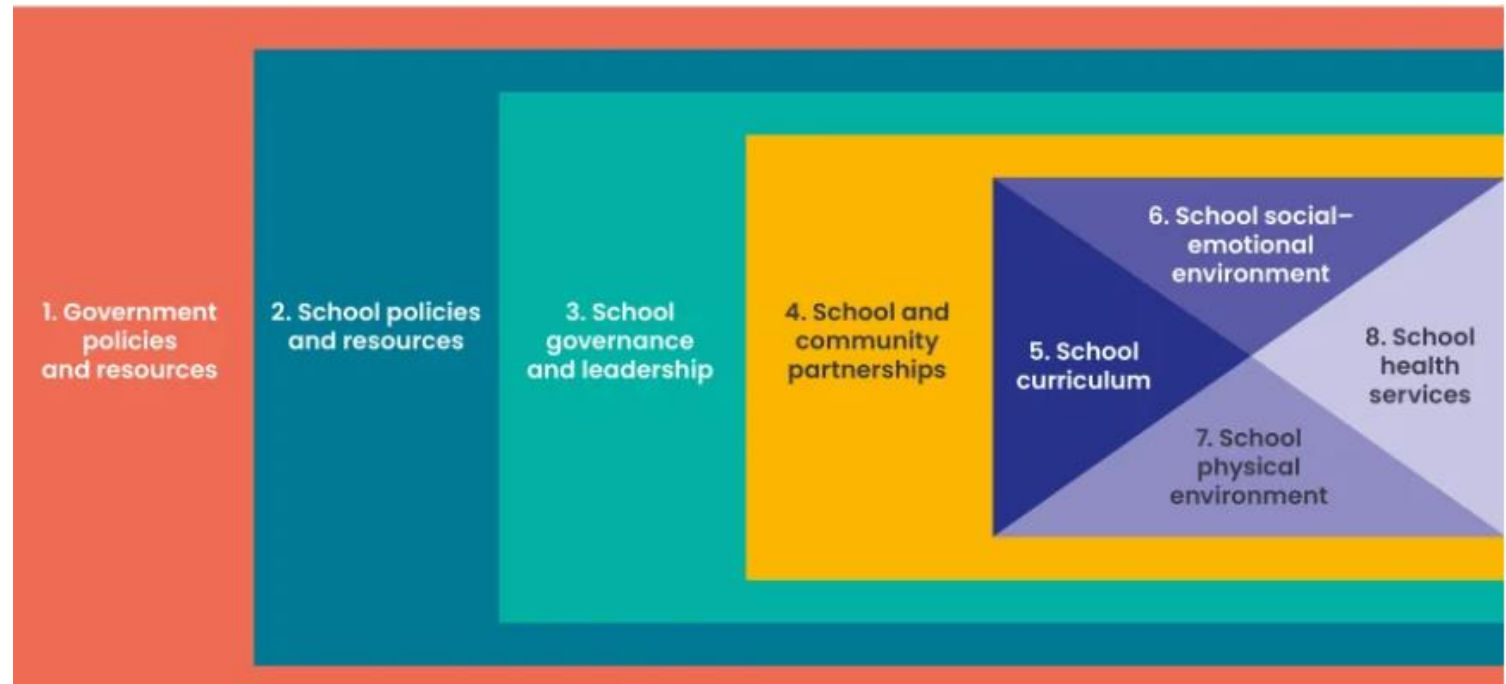 1. Government
policies
and resources
2. School policies
and resources
3. School
governance
and leadership
4. School and
community
partnerships
5. School
curriculum
6. School social–
emotional
environment
7. School
physical
environment
8. School
health
services